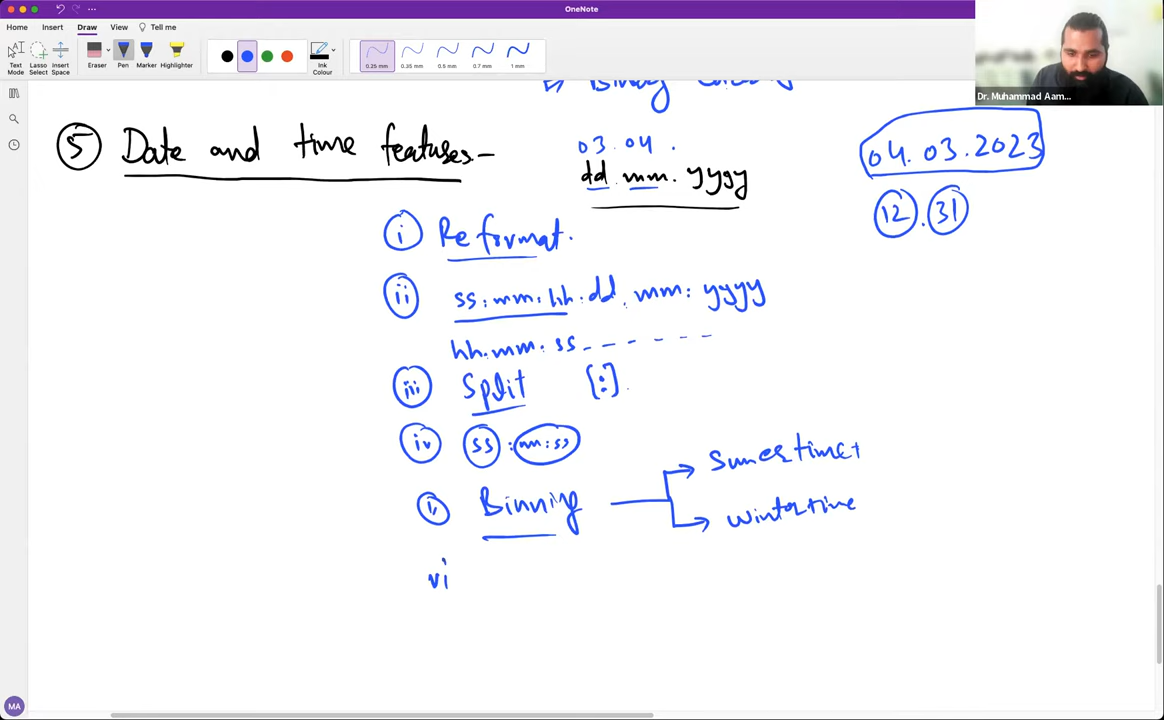 OneNote
Home Insert Draw View Tell me
Text Mode Lasso Select Insert Space Eraser Pen Marker Highlighter Ink Colour 0.25 mm 0.35 mm 0.5 mm 0.7 mm 1 mm
Dr. Muhammad Aam...
Binary
5 Date and time features.-
03.04.
dd.mm.yyyy
04.03.2023
12.31
i Reformat.
ii ss:mm:hh:dd.mm:yyyy
hh.mm:ss-------
iii Split [:].
iv ss:mm:ss
Binning
Wintertime
vi
MA